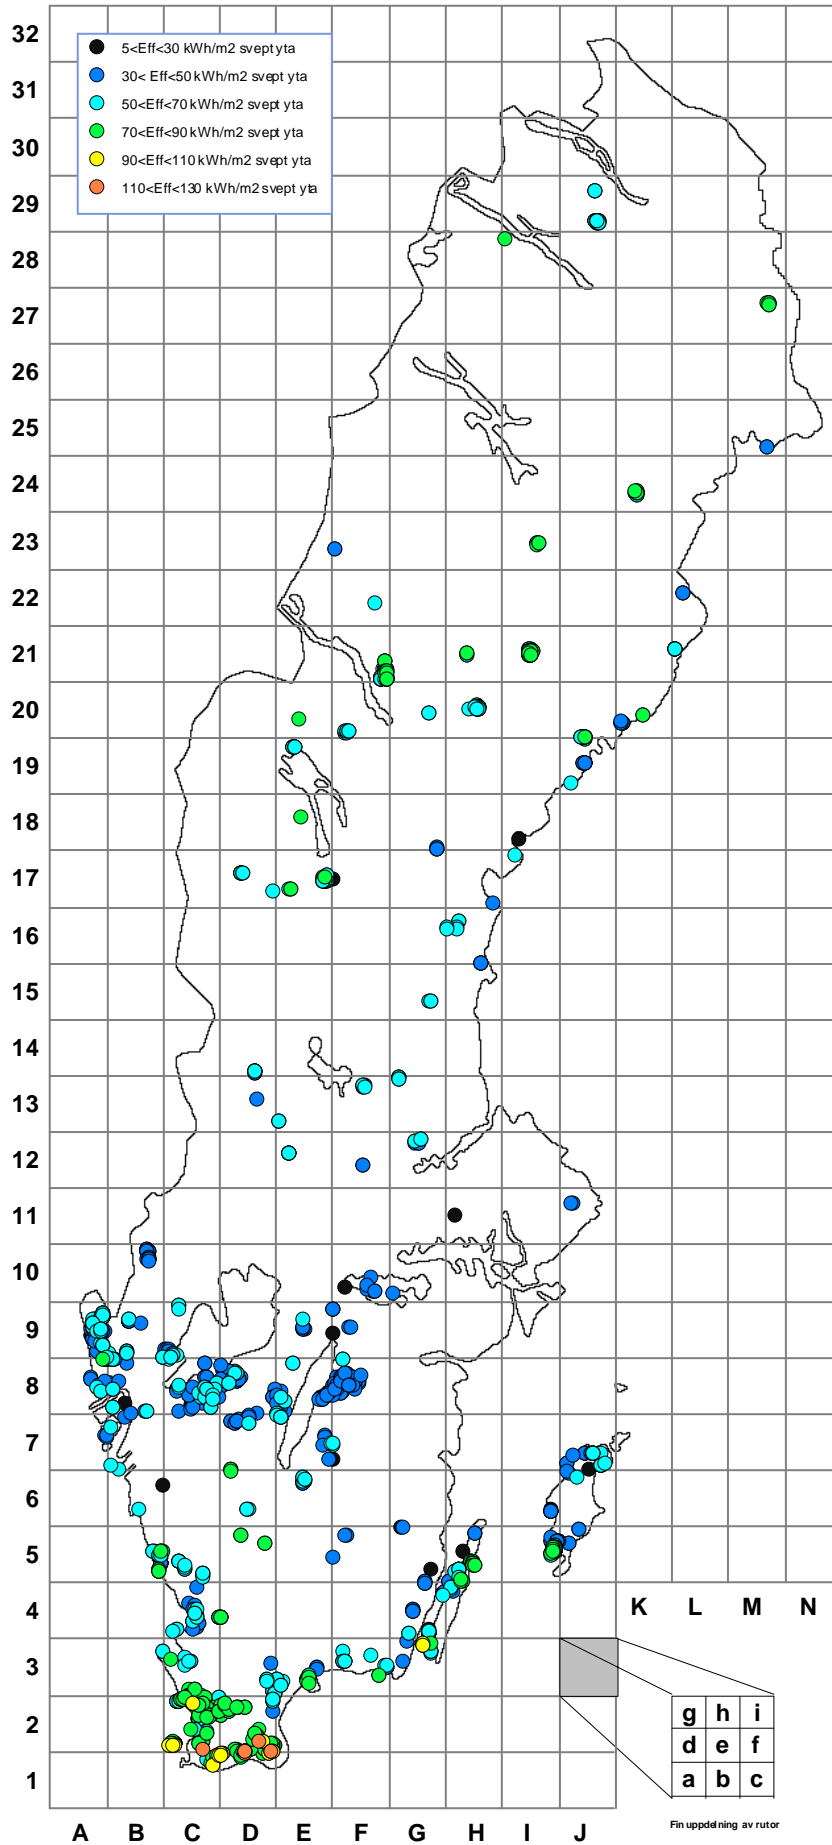 32
5<Eff<30 kWh/m2 svept yta
30< Eff<50 kWh/m2 svept yta
31
50<Eff<70 kWh/m2 svept yta
70<Eff<90 kWh/m2 svept yta
30
90<Eff<110 kWh/m2 svept yta
110<Eff<130 kWh/m2 svept yta
29
28
27
26
25
24
23
22
21
20
19
18
17
16
15
14
13
12
11
10
9
8
7
6
5
4
K L M N
3
g h i
2
d e f
a b c
1
Fin uppdelning av rutor
A B C D E F G H I J